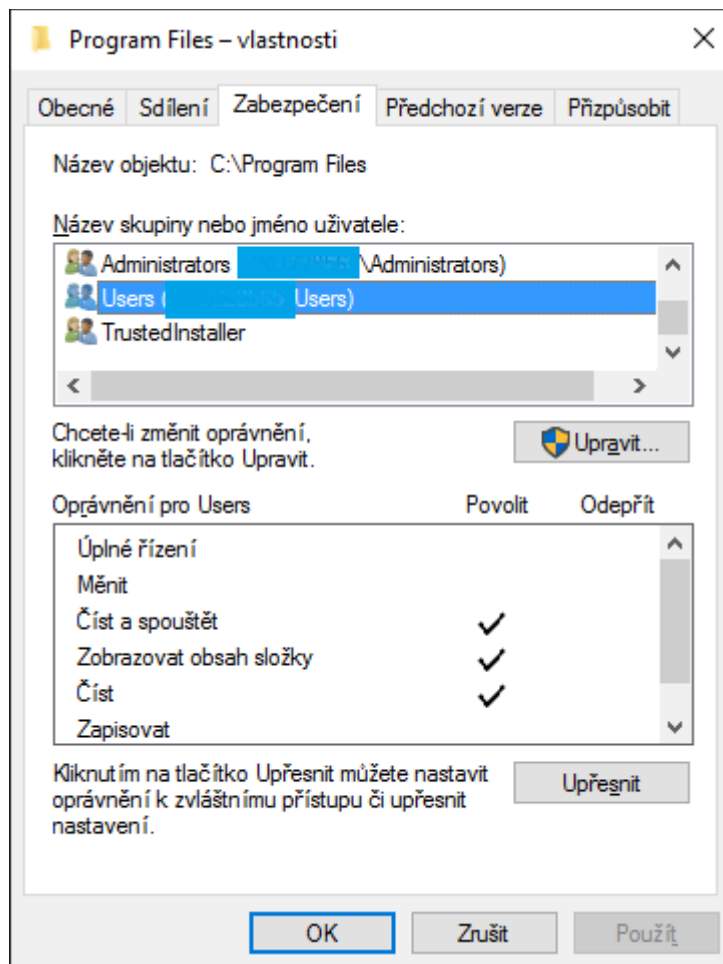 Program Files – vlastnosti
Obecné Sdílení Zabezpečení Předchozí verze Přizpůsobit
Název objektu: C:\Program Files
Název skupiny nebo jméno uživatele:
Administrators \Administrators)
Users ( Users)
TrustedInstaller
Chcete-li změnit oprávnění,
klikněte na tlačítko Upravit.
Upravit...
Oprávnění pro Users Povolit Odepřít
Úplné řízení
Měnit
Číst a spouštět
Zobrazovat obsah složky
Číst
Zapisovat
Kliknutím na tlačítko Upřesnit můžete nastavit
oprávnění k zvláštnímu přístupu či upřesnit
nastavení.
Upřesnit
OK Zrušit Použít